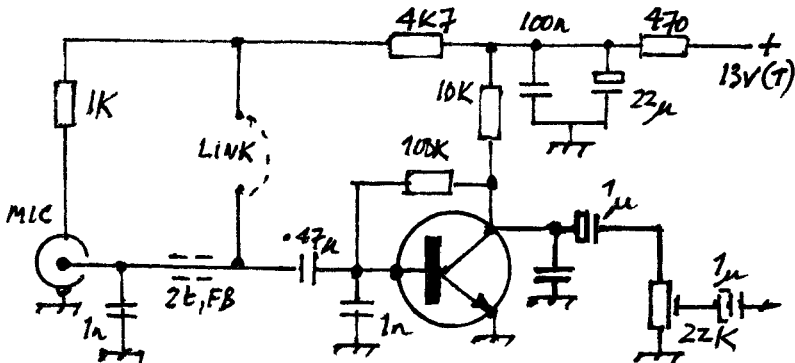 4K7
100n
470
+
13V(T)
1K
10K
22µ
LINK
100K
MIC
1µ
.47µ
1µ
2t, FB
1n
1n
22K